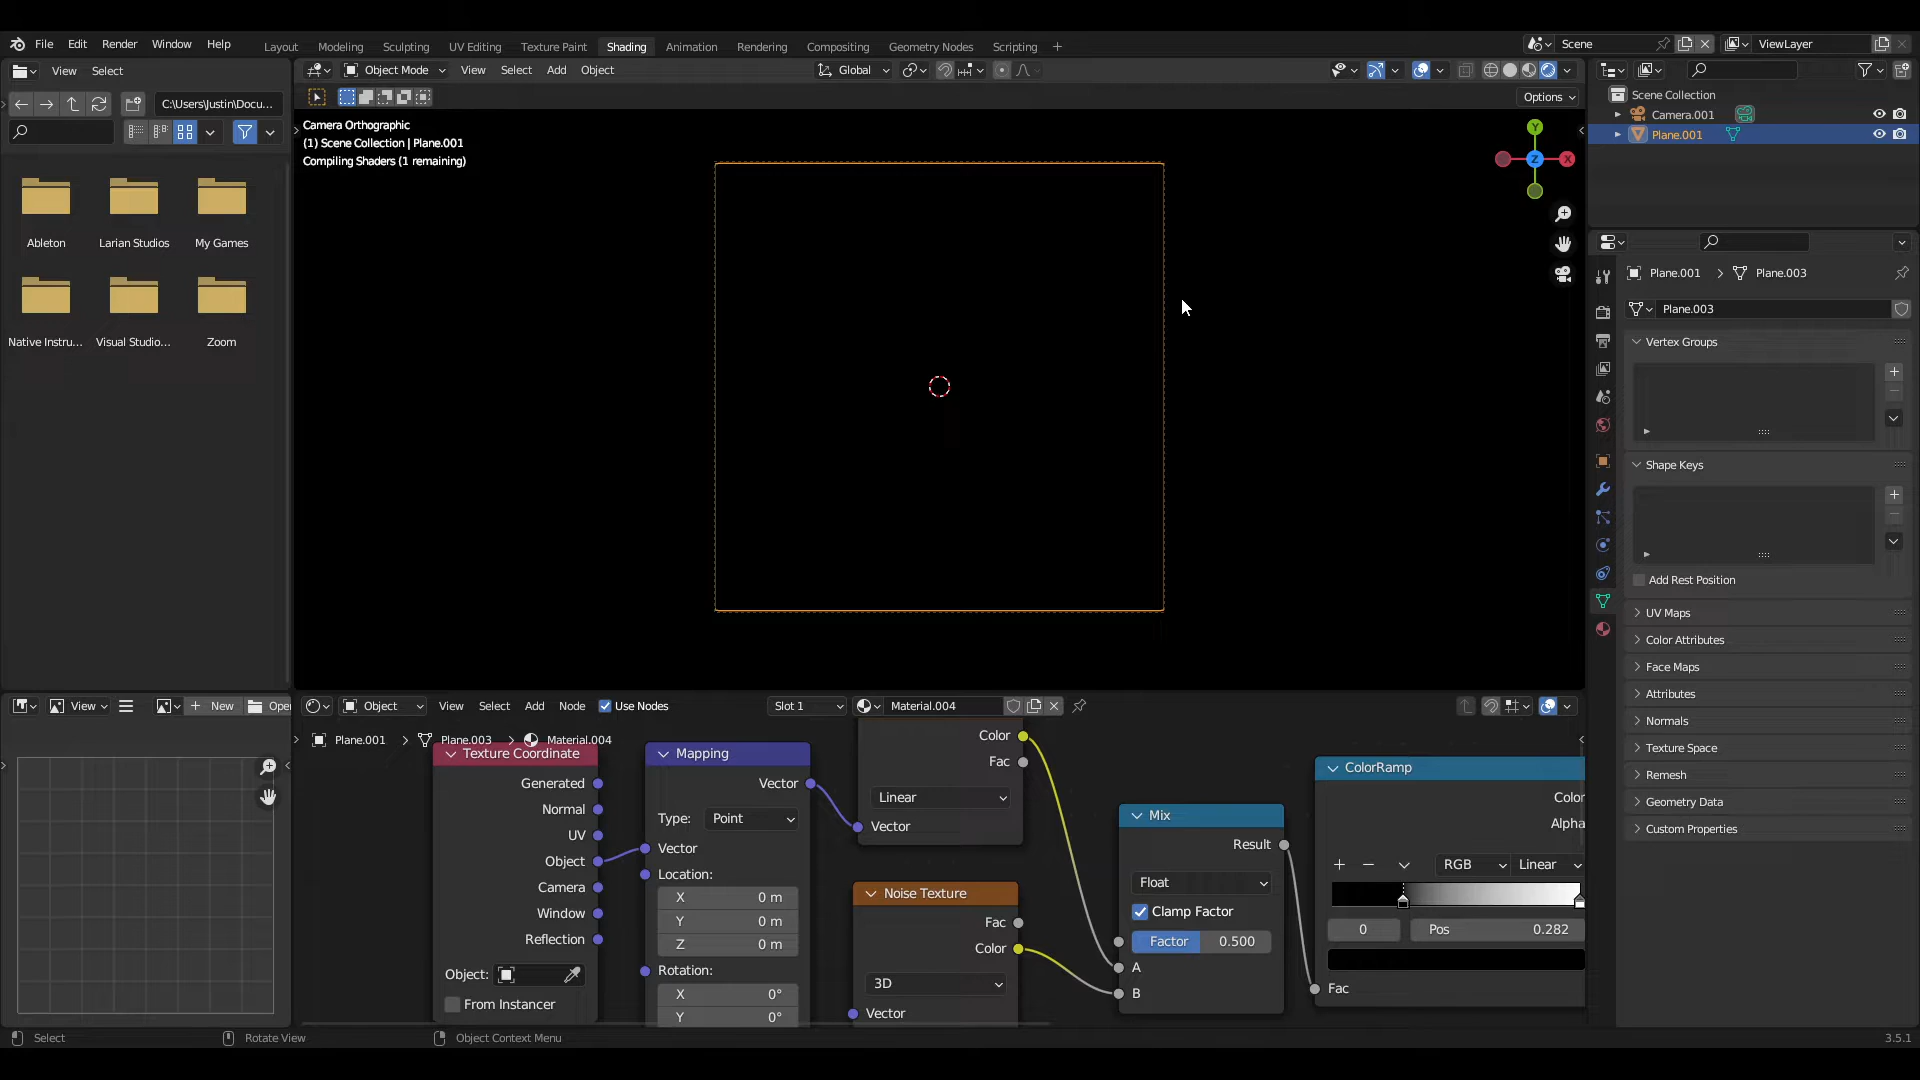 File Edit Render Window Help
Layout Modeling Sculpting UV Editing Texture Paint Shading Animation Rendering Compositing Geometry Nodes Scripting +
Scene
ViewLayer
View Select
Object Mode View Select Add Object
Global
Options
C:\Users\Justin\Docu...
Ableton
Larian Studios
My Games
Native Instru...
Visual Studio...
Zoom
Camera Orthographic
(1) Scene Collection | Plane.001
Compiling Shaders (1 remaining)
Y
Z
X
Scene Collection
Camera.001
Plane.001
Plane.001 > Plane.003
Plane.003
Vertex Groups
Shape Keys
Add Rest Position
UV Maps
Color Attributes
Face Maps
Attributes
Normals
Texture Space
Remesh
Geometry Data
Custom Properties
View
New
Open
Object View Select Add Node Use Nodes
Slot 1
Material.004
Plane.001 > Plane.003 > Material.004
Texture Coordinate
Generated
Normal
UV
Object
Camera
Window
Reflection
Object:
From Instancer
Mapping
Vector
Type: Point
Vector
Location:
X 0 m
Y 0 m
Z 0 m
Rotation:
X 0°
Y 0°
Color
Fac
Linear
Vector
Noise Texture
Fac
Color
3D
Vector
Mix
Result
Float
Clamp Factor
Factor 0.500
A
B
ColorRamp
Color
Alpha
RGB Linear
0 Pos 0.282
Fac
Select
Rotate View
Object Context Menu
3.5.1